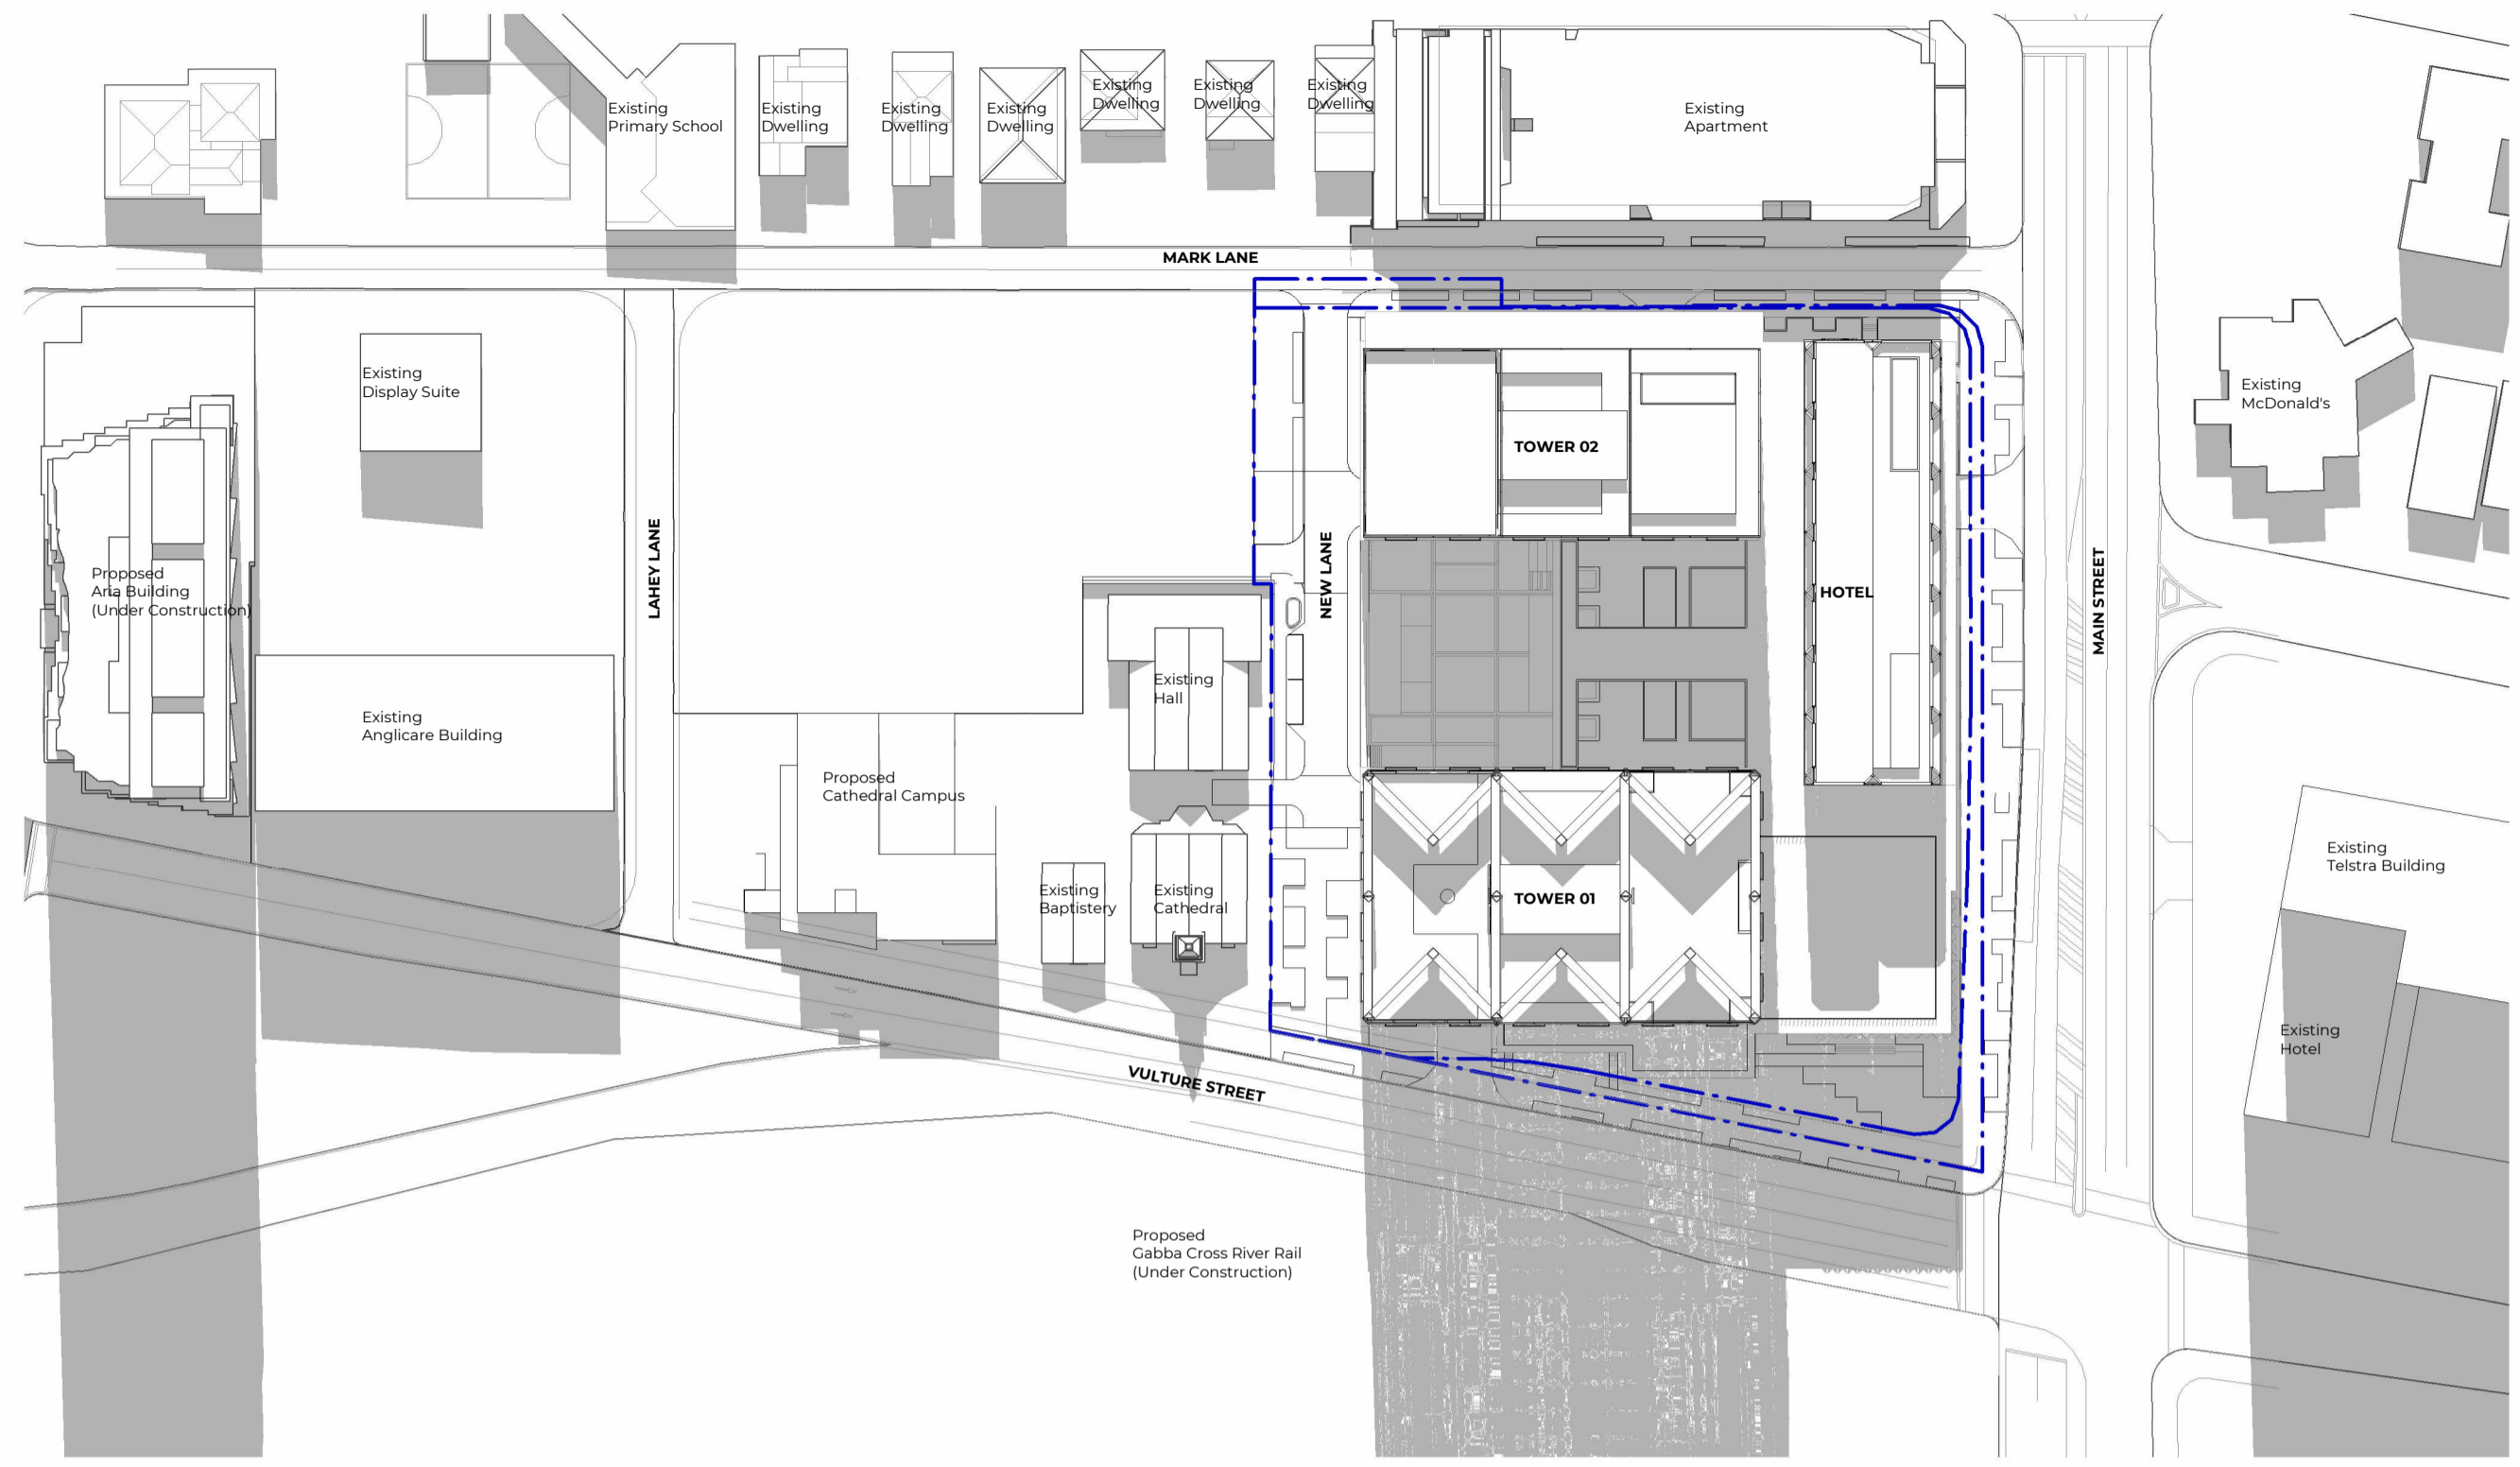 Existing
Primary School
Existing
Dwelling
Existing
Dwelling
Existing
Dwelling
Existing
Dwelling
Existing
Dwelling
Existing
Dwelling
Existing
Apartment
MARK LANE
Existing
Display Suite
Existing
McDonald's
TOWER 02
LAHEY LANE
NEW LANE
HOTEL
MAIN STREET
Proposed
Aria Building
(Under Construction)
Existing
Hall
Existing
Anglicare Building
Proposed
Cathedral Campus
Existing
Baptistery
Existing
Cathedral
TOWER 01
Existing
Telstra Building
Existing
Hotel
VULTURE STREET
Proposed
Gabba Cross River Rail
(Under Construction)